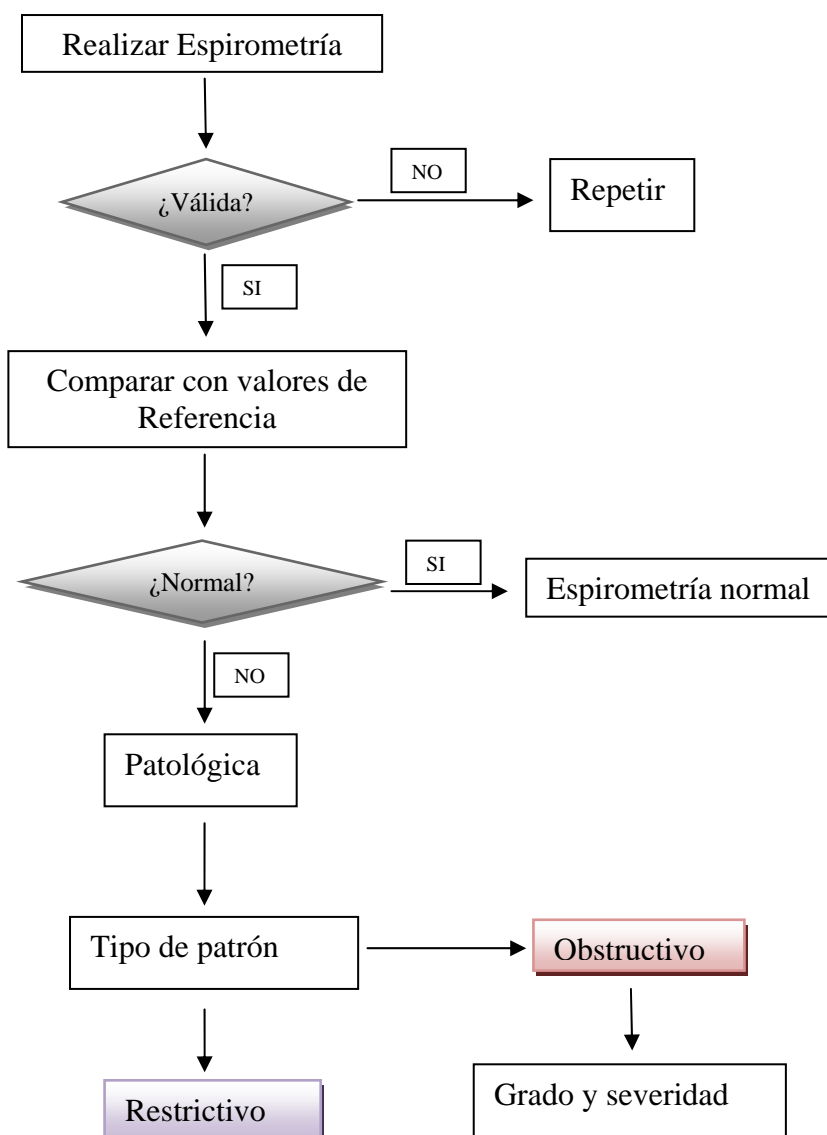 Realizar Espirometría
¿Válida?
NO
Repetir
SI
Comparar con valores de
Referencia
¿Normal?
SI
Espirometría normal
NO
Patológica
Tipo de patrón
Obstructivo
Restrictivo
Grado y severidad